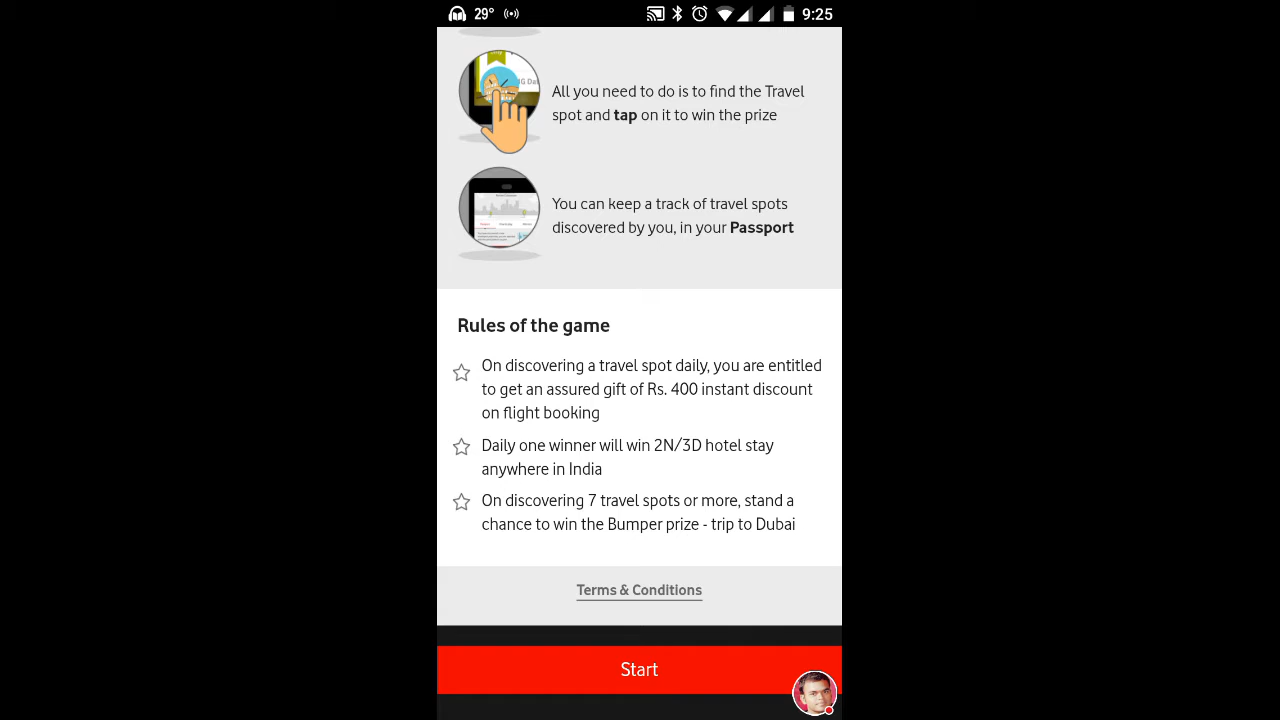 29°
9:25
All you need to do is to find the Travel
spot and tap on it to win the prize
You can keep a track of travel spots
discovered by you, in your Passport
Rules of the game
On discovering a travel spot daily, you are entitled
to get an assured gift of Rs. 400 instant discount
on flight booking
Daily one winner will win 2N/3D hotel stay
anywhere in India
On discovering 7 travel spots or more, stand a
chance to win the Bumper prize - trip to Dubai
Terms & Conditions
Start